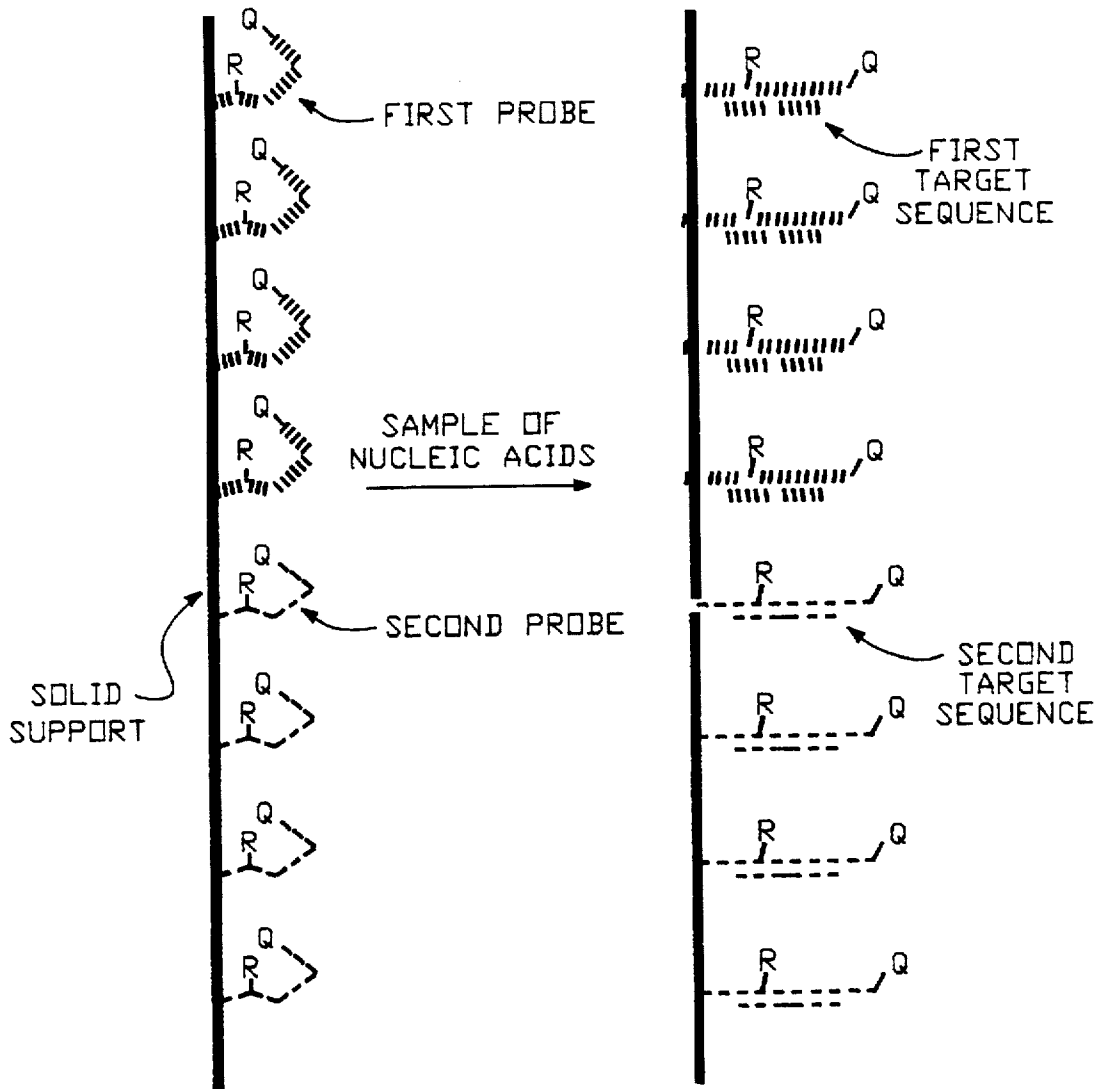 Q
R
FIRST PROBE
Q
R
Q
R
Q
R
Q
R
SECOND PROBE
SOLID
SUPPORT
Q
R
Q
R
Q
R
SAMPLE OF
NUCLEIC ACIDS
R Q
FIRST
TARGET
SEQUENCE
R Q
R Q
R Q
R Q
SECOND
TARGET
SEQUENCE
R Q
R Q
R Q